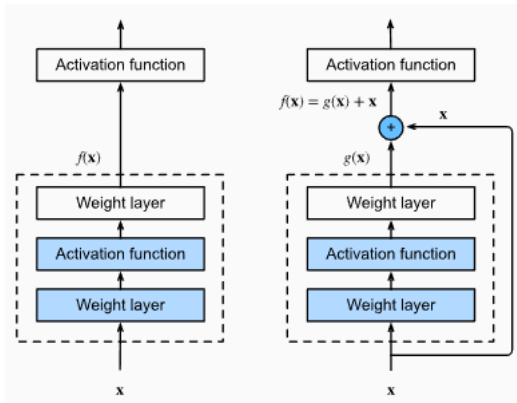 Activation function
f(x)
Weight layer
Activation function
Weight layer
x
Activation function
f(x) = g(x) + x
x
+
g(x)
Weight layer
Activation function
Weight layer
x